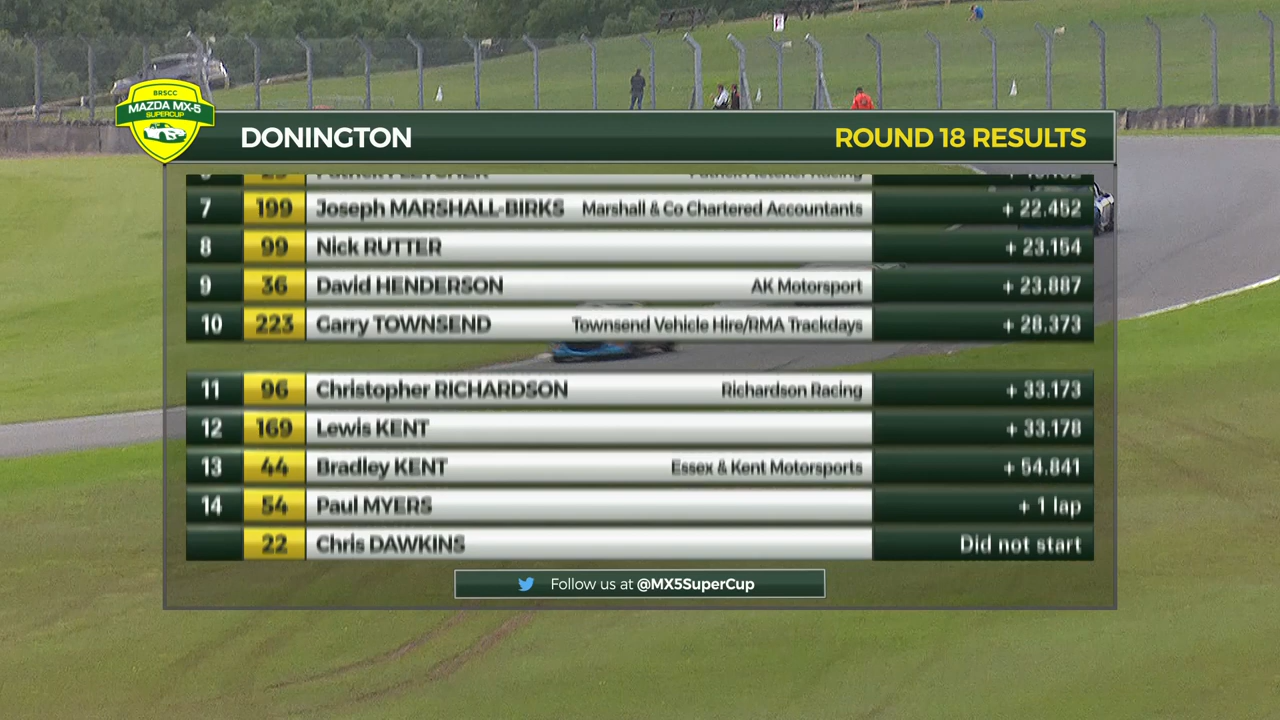 BRSCC
MAZDA MX-5
SUPERCUP
DONINGTON ROUND 18 RESULTS
7 199 Joseph MARSHALL-BIRKS Marshall & Co Chartered Accountants + 22.452
8 99 Nick RUTTER + 23.154
9 36 David HENDERSON AK Motorsport + 23.887
10 223 Garry TOWNSEND Townsend Vehicle Hire/RMA Trackdays + 28.373
11 96 Christopher RICHARDSON Richardson Racing + 33.173
12 169 Lewis KENT + 33.178
13 44 Bradley KENT Essex & Kent Motorsports + 54.841
14 54 Paul MYERS + 1 lap
22 Chris DAWKINS Did not start
Follow us at @MX5SuperCup